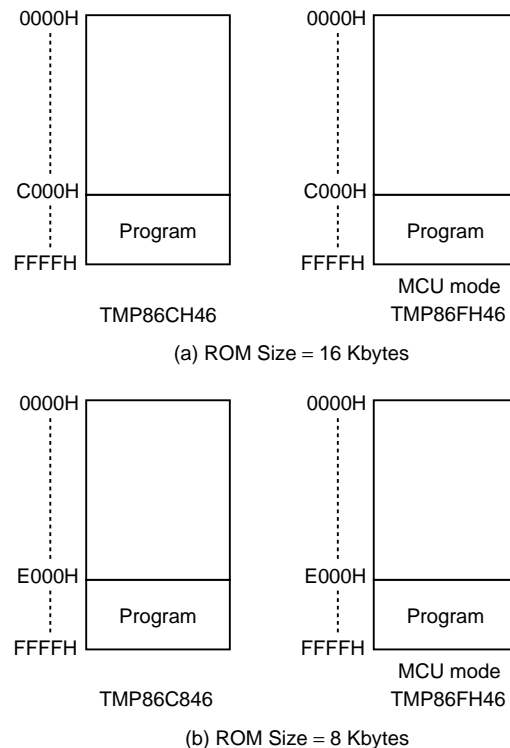 0000H
C000H
Program
FFFFH
TMP86CH46
0000H
C000H
Program
FFFFH
MCU mode
TMP86FH46
(a) ROM Size = 16 Kbytes
0000H
E000H
Program
FFFFH
TMP86C846
0000H
E000H
Program
FFFFH
MCU mode
TMP86FH46
(b) ROM Size = 8 Kbytes